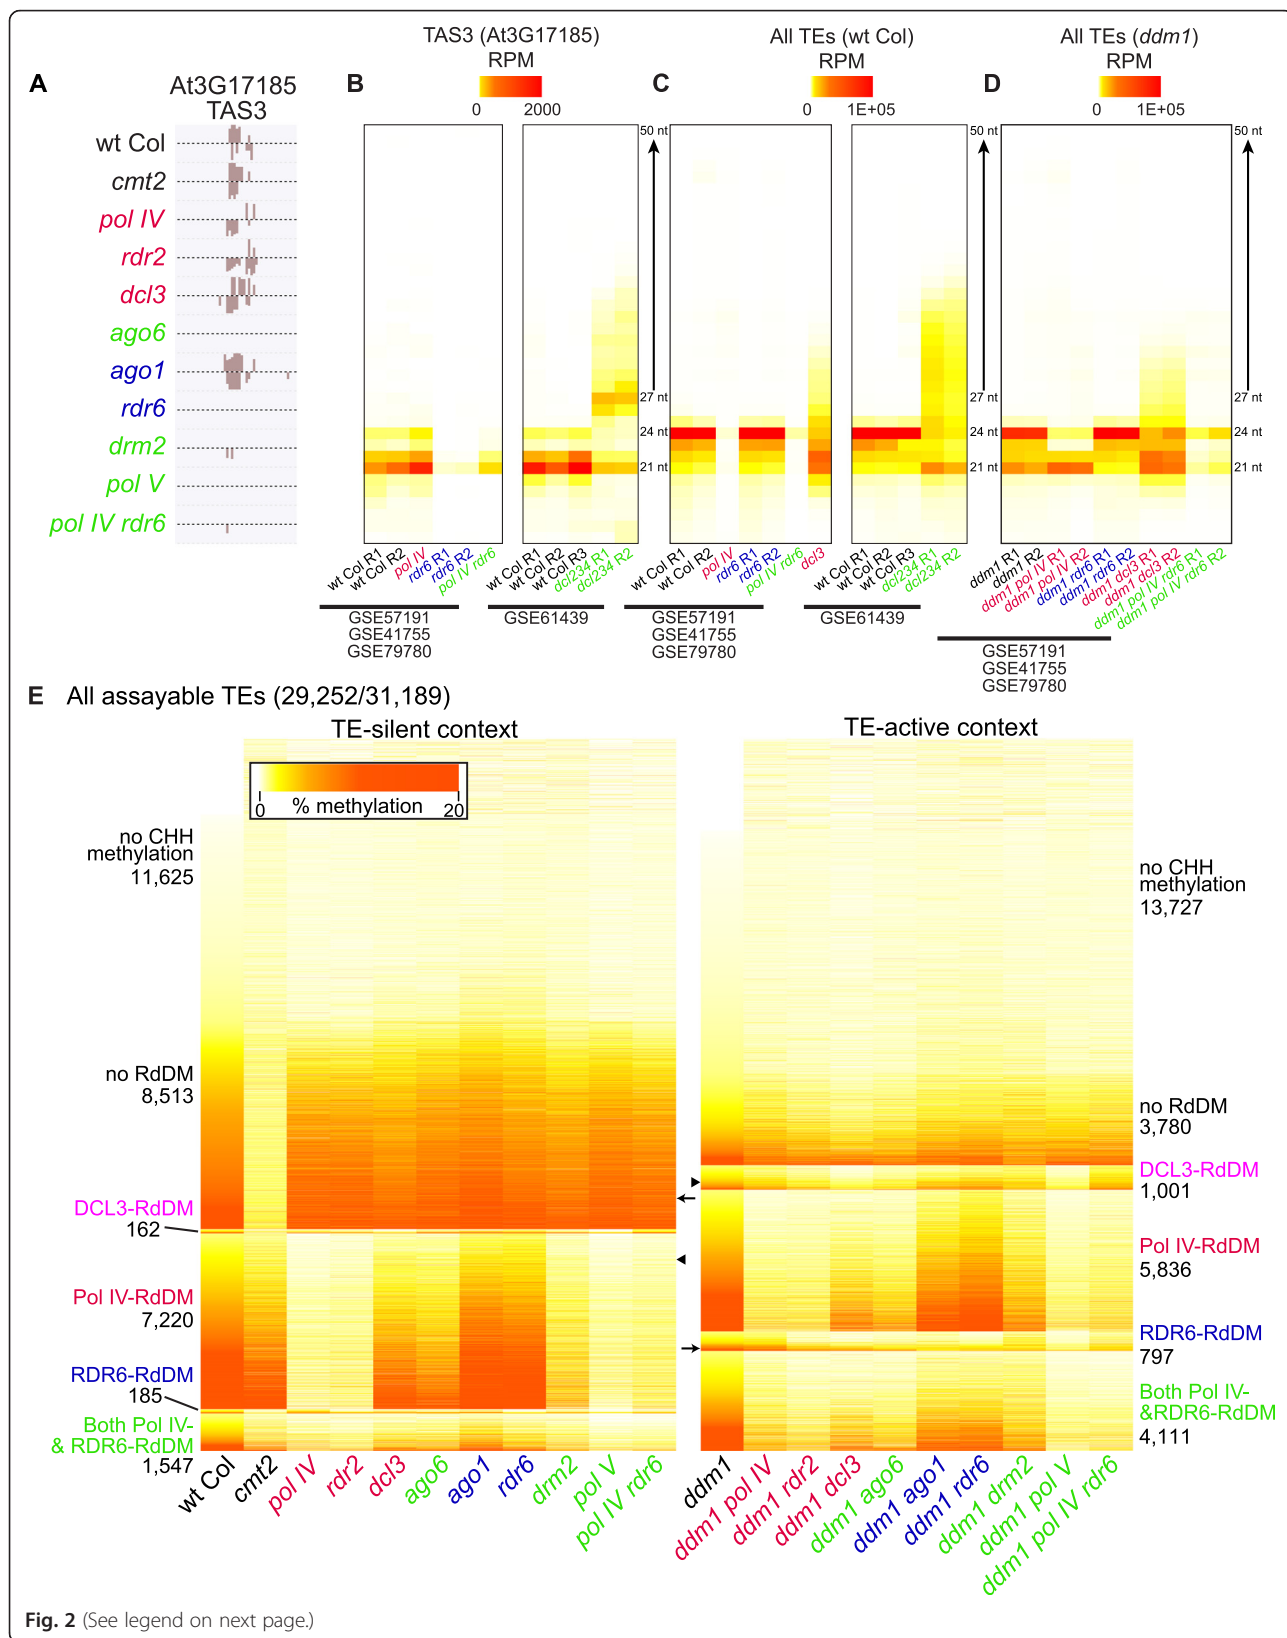 A
At3G17185
TAS3
wt Col
cmt2
pol IV
rdr2
dcl3
ago6
ago1
rdr6
drm2
pol V
pol IV rdr6
B
TAS3 (At3G17185)
RPM
0 2000
50 nt
27 nt
24 nt
21 nt
wt Col R1
wt Col R2
pol IV
rdr6 R1
rdr6 R2
pol IV rdr6
wt Col R1
wt Col R2
wt Col R3
dcl234 R1
dcl234 R2
GSE57191
GSE41755
GSE79780
GSE61439
C
All TEs (wt Col)
RPM
0 1E+05
50 nt
27 nt
24 nt
21 nt
wt Col R1
wt Col R2
pol IV
rdr6 R1
rdr6 R2
pol IV rdr6
dcl3
wt Col R1
wt Col R2
wt Col R3
dcl234 R1
dcl234 R2
GSE57191
GSE41755
GSE79780
GSE61439
D
All TEs (ddm1)
RPM
0 1E+05
50 nt
27 nt
24 nt
21 nt
ddm1 R1
ddm1 R2
ddm1 pol IV R1
ddm1 pol IV R2
ddm1 rdr6 R1
ddm1 rdr6 R2
ddm1 dcl3 R1
ddm1 dcl3 R2
ddm1 pol IV rdr6 R1
ddm1 pol IV rdr6 R2
GSE57191
GSE41755
GSE79780
E All assayable TEs (29,252/31,189)
TE-silent context
0 % methylation 20
no CHH
methylation
11,625
no RdDM
8,513
DCL3-RdDM
162
Pol IV-RdDM
7,220
RDR6-RdDM
185
Both Pol IV-
& RDR6-RdDM
1,547
wt Col
cmt2
pol IV
rdr2
dcl3
ago6
ago1
rdr6
drm2
pol V
pol IV rdr6
TE-active context
no CHH
methylation
13,727
no RdDM
3,780
DCL3-RdDM
1,001
Pol IV-RdDM
5,836
RDR6-RdDM
797
Both Pol IV-
&RDR6-RdDM
4,111
ddm1
ddm1 pol IV
ddm1 rdr2
ddm1 dcl3
ddm1 ago6
ddm1 ago1
ddm1 rdr6
ddm1 drm2
ddm1 pol V
ddm1 pol IV rdr6
Fig. 2 (See legend on next page.)